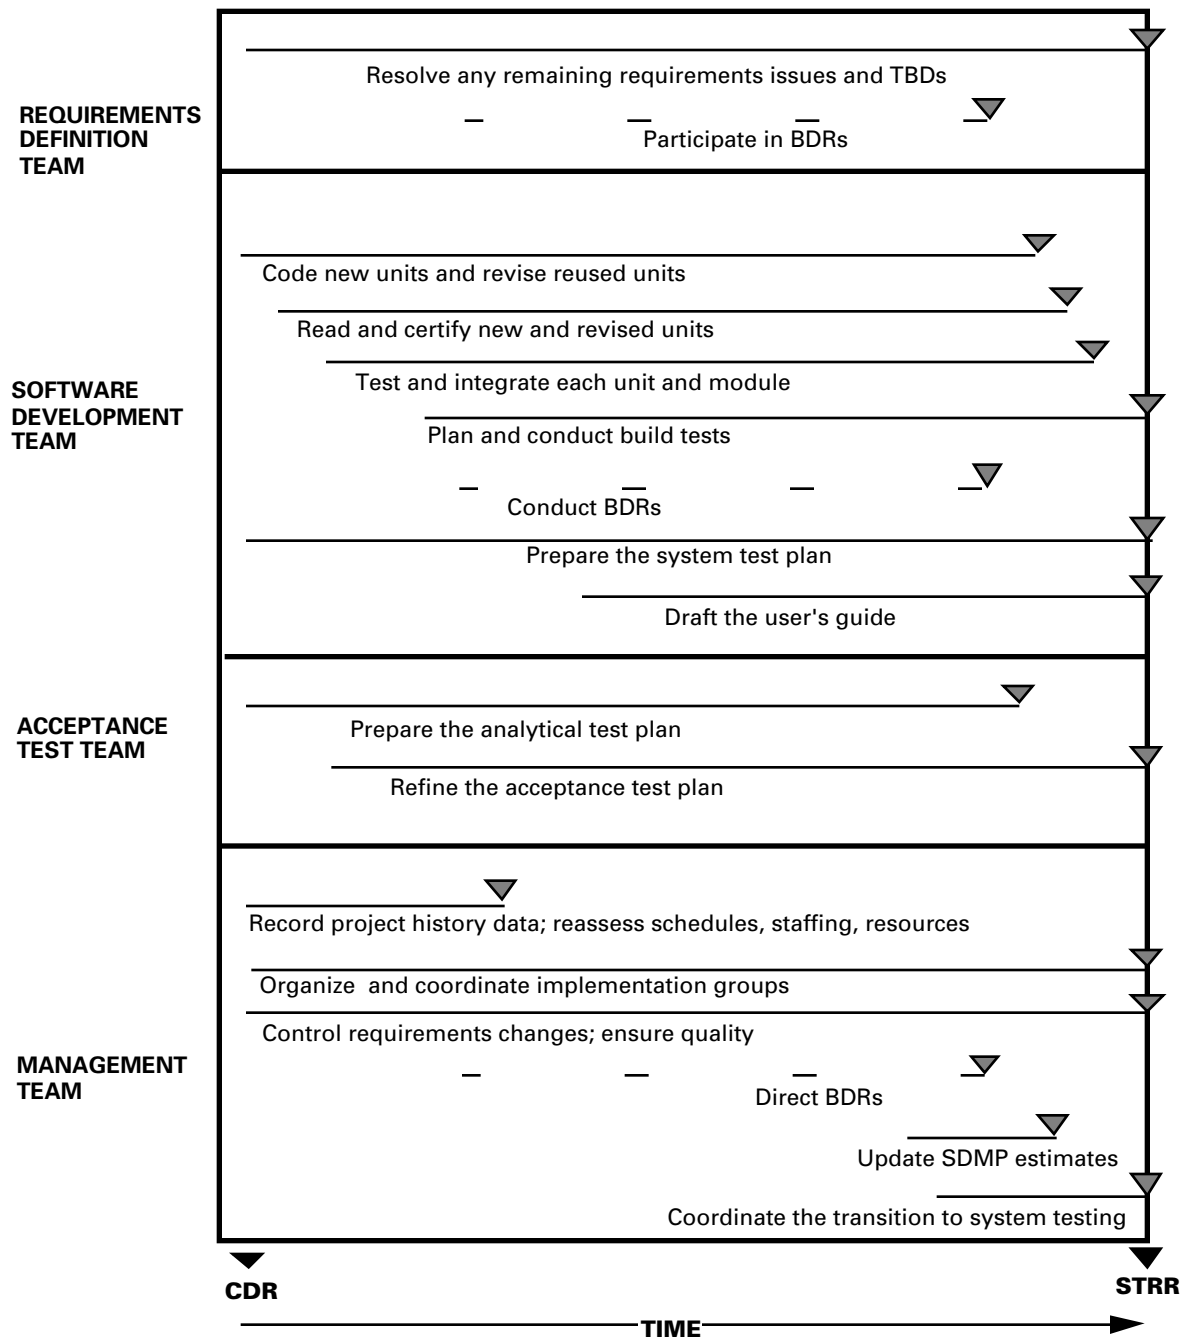 Resolve any remaining requirements issues and TBDs
REQUIREMENTS
DEFINITION
TEAM
Participate in BDRs
Code new units and revise reused units
Read and certify new and revised units
Test and integrate each unit and module
SOFTWARE
DEVELOPMENT
TEAM
Plan and conduct build tests
Conduct BDRs
Prepare the system test plan
Draft the user's guide
ACCEPTANCE
TEST TEAM
Prepare the analytical test plan
Refine the acceptance test plan
Record project history data; reassess schedules, staffing, resources
Organize and coordinate implementation groups
Control requirements changes; ensure quality
MANAGEMENT
TEAM
Direct BDRs
Update SDMP estimates
Coordinate the transition to system testing
CDR
STRR
TIME